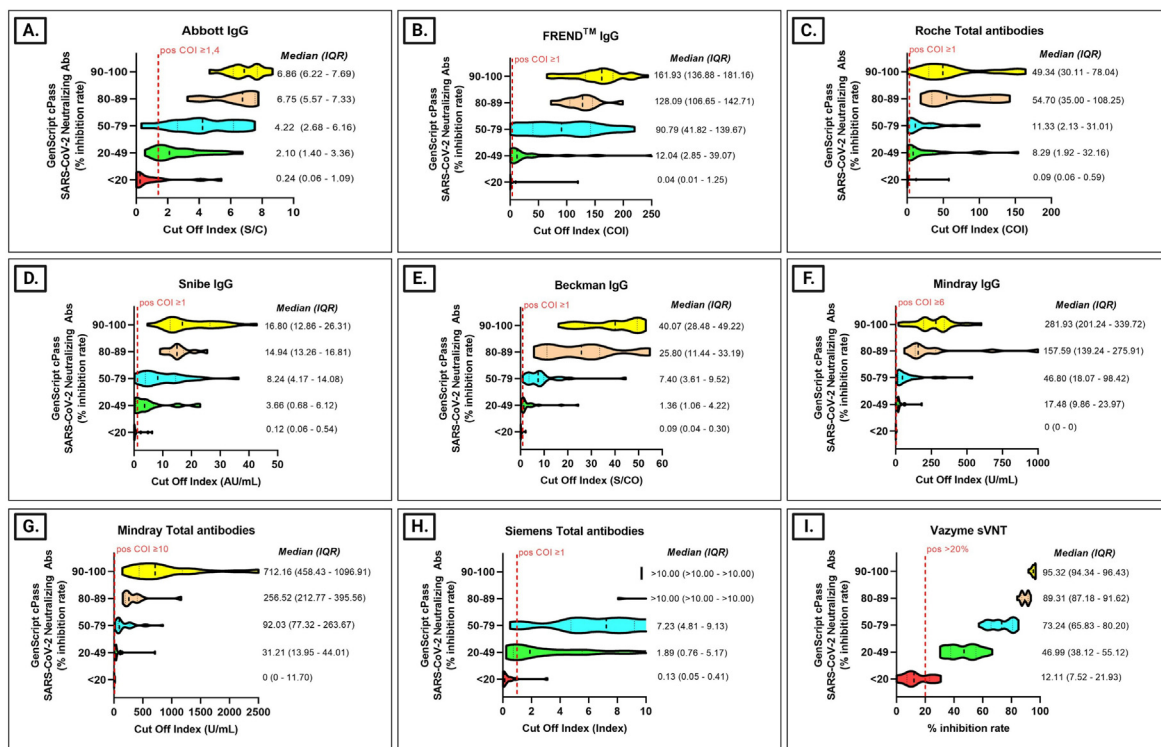 A.
Abbott IgG
pos COI ≥1,4
Median (IQR)
GenScript cPass
SARS-CoV-2 Neutralizing Abs
(% inhibition rate)
90-100
6.86 (6.22 - 7.69)
80-89
6.75 (5.57 - 7.33)
50-79
4.22 (2.68 - 6.16)
20-49
2.10 (1.40 - 3.36)
<20
0.24 (0.06 - 1.09)
0 2 4 6 8 10
Cut Off Index (S/C)
B.
FREND™ IgG
pos COI ≥1
Median (IQR)
GenScript cPass
SARS-CoV-2 Neutralizing Abs
(% inhibition rate)
90-100
161.93 (136.88 - 181.16)
80-89
128.09 (106.65 - 142.71)
50-79
90.79 (41.82 - 139.67)
20-49
12.04 (2.85 - 39.07)
<20
0.04 (0.01 - 1.25)
0 50 100 150 200 250
Cut Off Index (COI)
C.
Roche Total antibodies
pos COI ≥1
Median (IQR)
GenScript cPass
SARS-CoV-2 Neutralizing Abs
(% inhibition rate)
90-100
49.34 (30.11 - 78.04)
80-89
54.70 (35.00 - 108.25)
50-79
11.33 (2.13 - 31.01)
20-49
8.29 (1.92 - 32.16)
<20
0.09 (0.06 - 0.59)
0 50 100 150 200
Cut Off Index (COI)
D.
Snibe IgG
pos COI ≥1
Median (IQR)
GenScript cPass
SARS-CoV-2 Neutralizing Abs
(% inhibition rate)
90-100
16.80 (12.86 - 26.31)
80-89
14.94 (13.26 - 16.81)
50-79
8.24 (4.17 - 14.08)
20-49
3.66 (0.68 - 6.12)
<20
0.12 (0.06 - 0.54)
0 10 20 30 40 50
Cut Off Index (AU/mL)
E.
Beckman IgG
pos COI ≥1
Median (IQR)
GenScript cPass
SARS-CoV-2 Neutralizing Abs
(% inhibition rate)
90-100
40.07 (28.48 - 49.22)
80-89
25.80 (11.44 - 33.19)
50-79
7.40 (3.61 - 9.52)
20-49
1.36 (1.06 - 4.22)
<20
0.09 (0.04 - 0.30)
0 10 20 30 40 50 60
Cut Off Index (S/CO)
F.
Mindray IgG
pos COI ≥6
Median (IQR)
GenScript cPass
SARS-CoV-2 Neutralizing Abs
(% inhibition rate)
90-100
281.93 (201.24 - 339.72)
80-89
157.59 (139.24 - 275.91)
50-79
46.80 (18.07 - 98.42)
20-49
17.48 (9.86 - 23.97)
<20
0 (0 - 0)
0 250 500 750 1000
Cut Off Index (U/mL)
G.
Mindray Total antibodies
pos COI ≥10
Median (IQR)
GenScript cPass
SARS-CoV-2 Neutralizing Abs
(% inhibition rate)
90-100
712.16 (458.43 - 1096.91)
80-89
256.52 (212.77 - 395.56)
50-79
92.03 (77.32 - 263.67)
20-49
31.21 (13.95 - 44.01)
<20
0 (0 - 11.70)
0 500 1000 1500 2000 2500
Cut Off Index (U/mL)
H.
Siemens Total antibodies
pos COI ≥1
Median (IQR)
GenScript cPass
SARS-CoV-2 Neutralizing Abs
(% inhibition rate)
90-100
>10.00 (>10.00 - >10.00)
80-89
>10.00 (>10.00 - >10.00)
50-79
7.23 (4.81 - 9.13)
20-49
1.89 (0.76 - 5.17)
<20
0.13 (0.05 - 0.41)
0 2 4 6 8 10
Cut Off Index (Index)
I.
Vazyme sVNT
pos >20%
Median (IQR)
GenScript cPass
SARS-CoV-2 Neutralizing Abs
(% inhibition rate)
90-100
95.32 (94.34 - 96.43)
80-89
89.31 (87.18 - 91.62)
50-79
73.24 (65.83 - 80.20)
20-49
46.99 (38.12 - 55.12)
<20
12.11 (7.52 - 21.93)
0 20 40 60 80 100
% inhibition rate